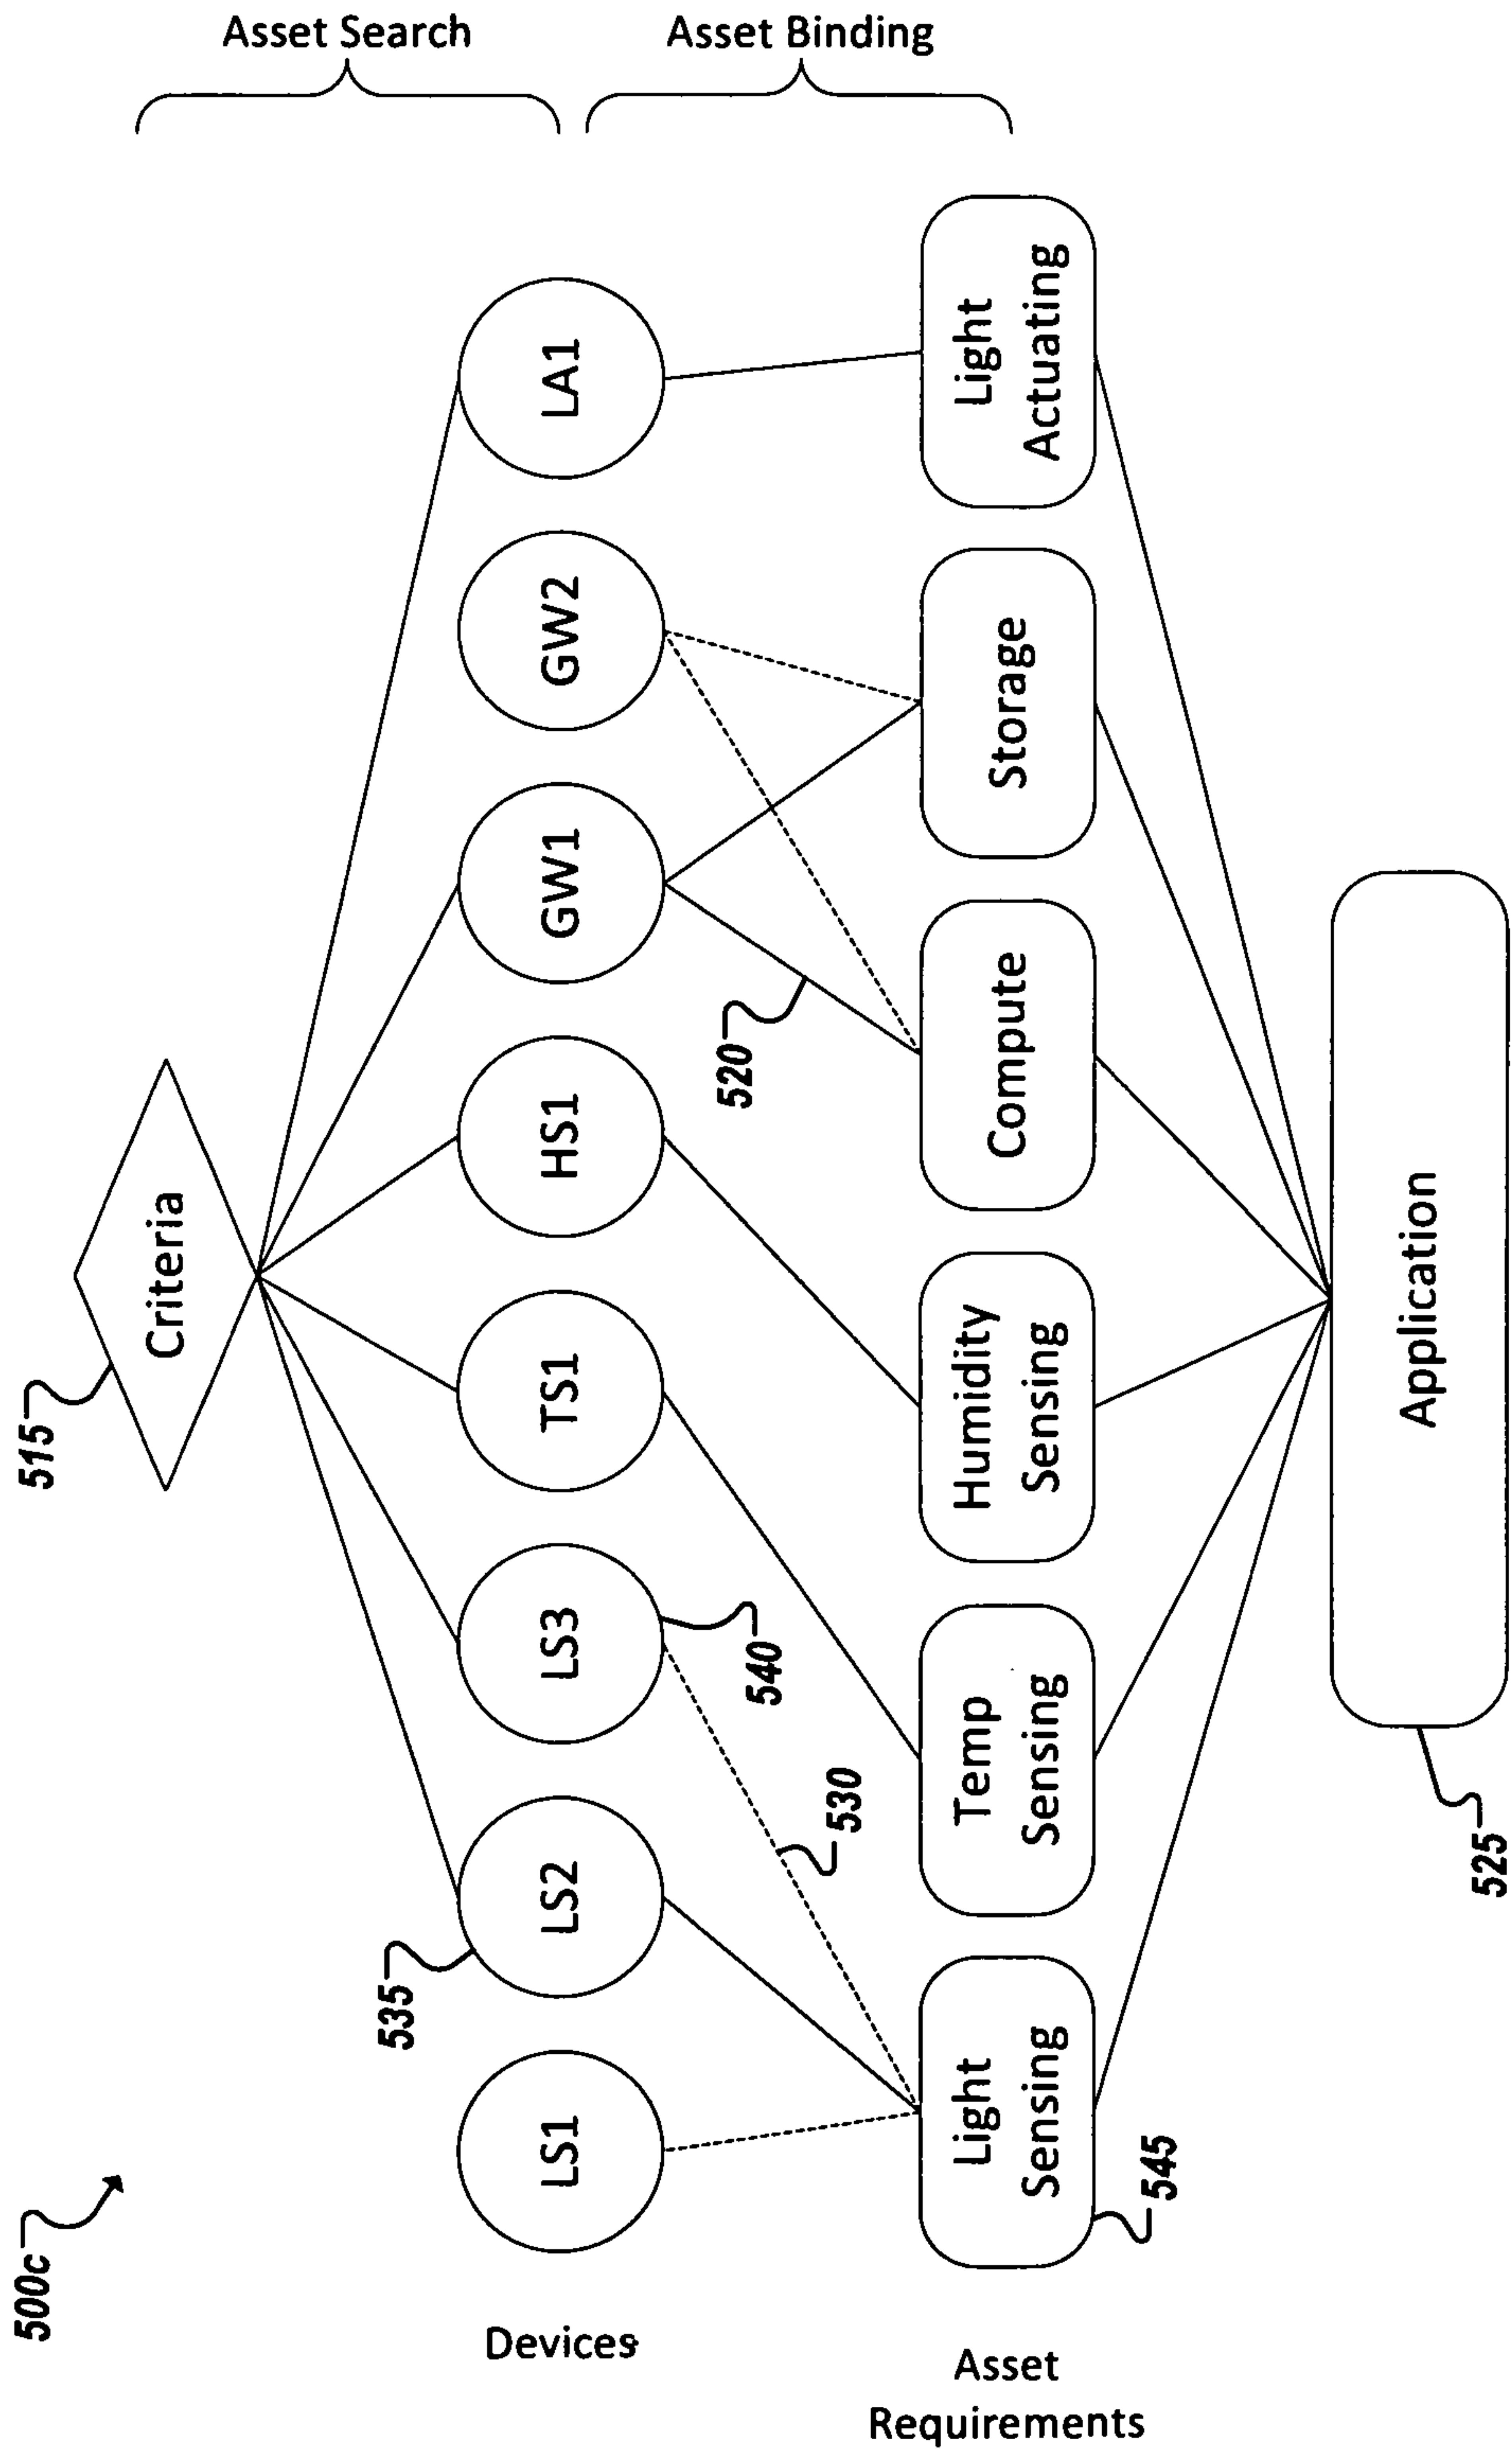 500c
515
Criteria
Asset Search
535
Devices
LS1
LS2
LS3
TS1
HS1
GW1
GW2
LA1
540
530
520
Asset Binding
Asset
Requirements
Light
Sensing
Temp
Sensing
Humidity
Sensing
Compute
Storage
Light
Actuating
545
525
Application